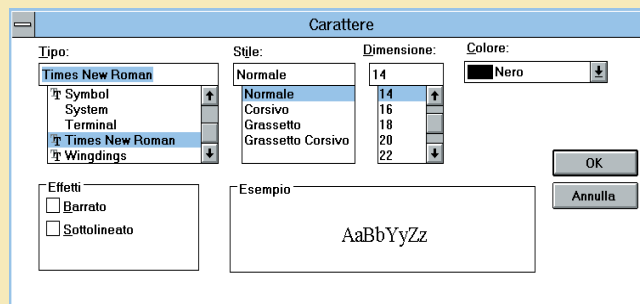 Carattere
Tipo:
Stile:
Dimensione:
Colore:
Times New Roman
Normale
14
Nero
Symbol
System
Terminal
Times New Roman
Wingdings
Normale
Corsivo
Grassetto
Grassetto Corsivo
14
16
18
20
22
OK
Annulla
Effetti
Barrato
Sottolineato
Esempio
AaBbYyZz